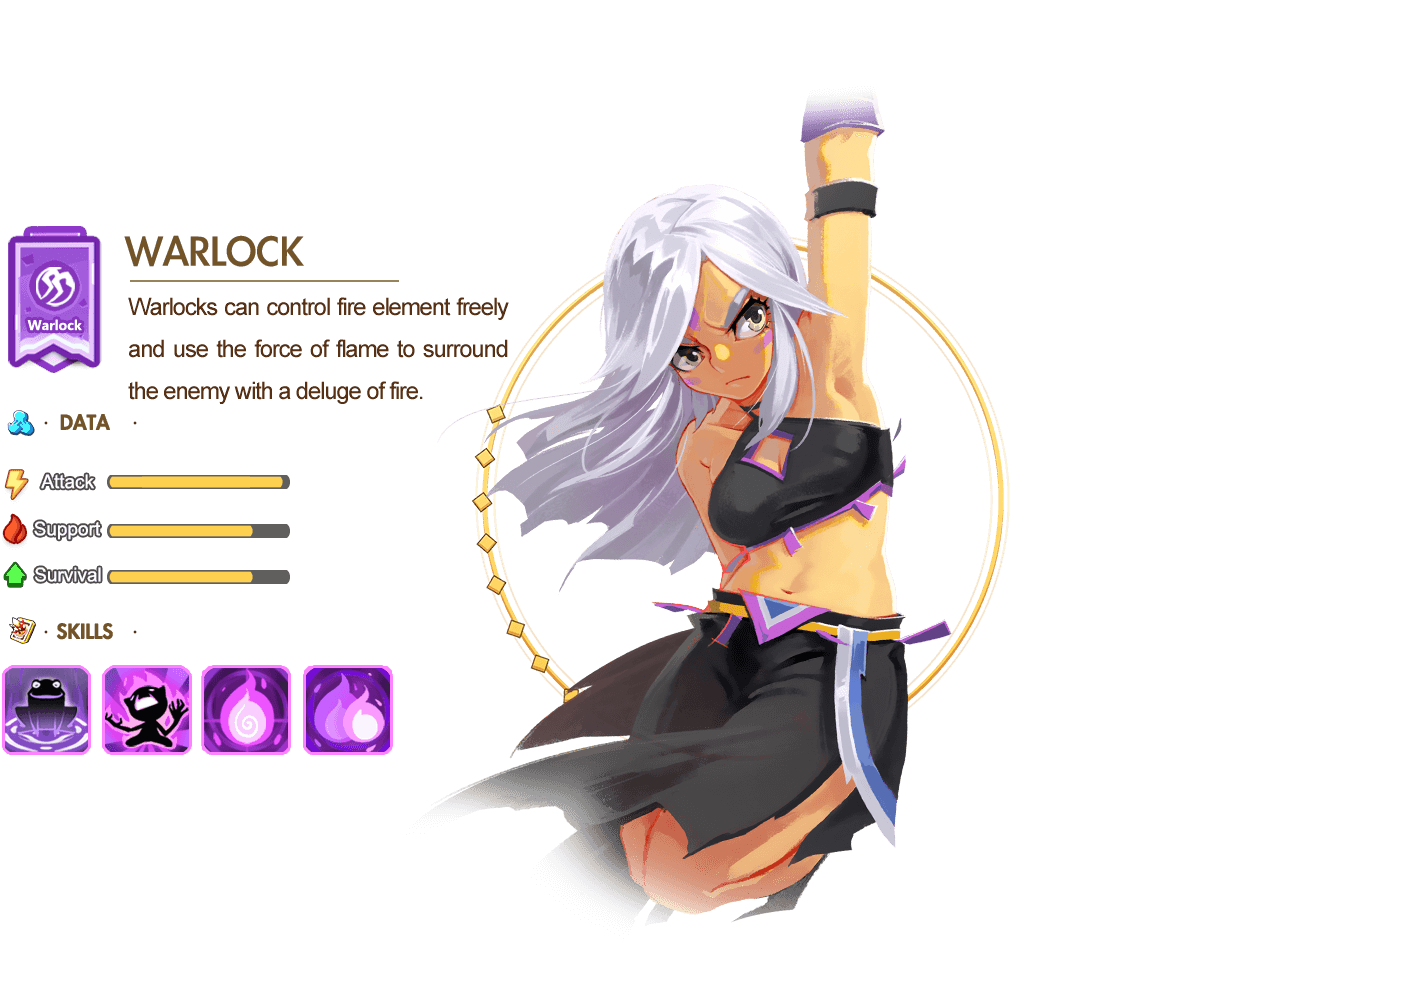 WARLOCK
Warlock
Warlocks can control fire element freely
and use the force of flame to surround
the enemy with a deluge of fire.
· DATA ·
Attack
Support
Survival
· SKILLS ·